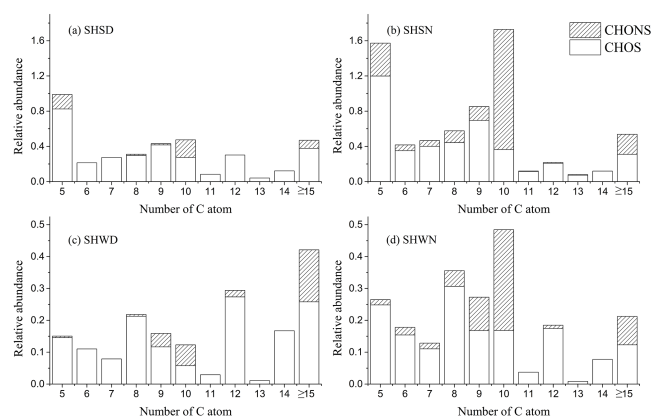 (a) SHSD
Relative abundance
1.6
1.2
0.8
0.4
0.0
5 6 7 8 9 10 11 12 13 14 ≥15
Number of C atom
(b) SHSN
CHONS
CHOS
Relative abundance
1.6
1.2
0.8
0.4
0.0
5 6 7 8 9 10 11 12 13 14 ≥15
Number of C atom
(c) SHWD
Relative abundance
0.5
0.4
0.3
0.2
0.1
0.0
5 6 7 8 9 10 11 12 13 14 ≥15
Number of C atom
(d) SHWN
Relative abundance
0.5
0.4
0.3
0.2
0.1
0.0
5 6 7 8 9 10 11 12 13 14 ≥15
Number of C atom